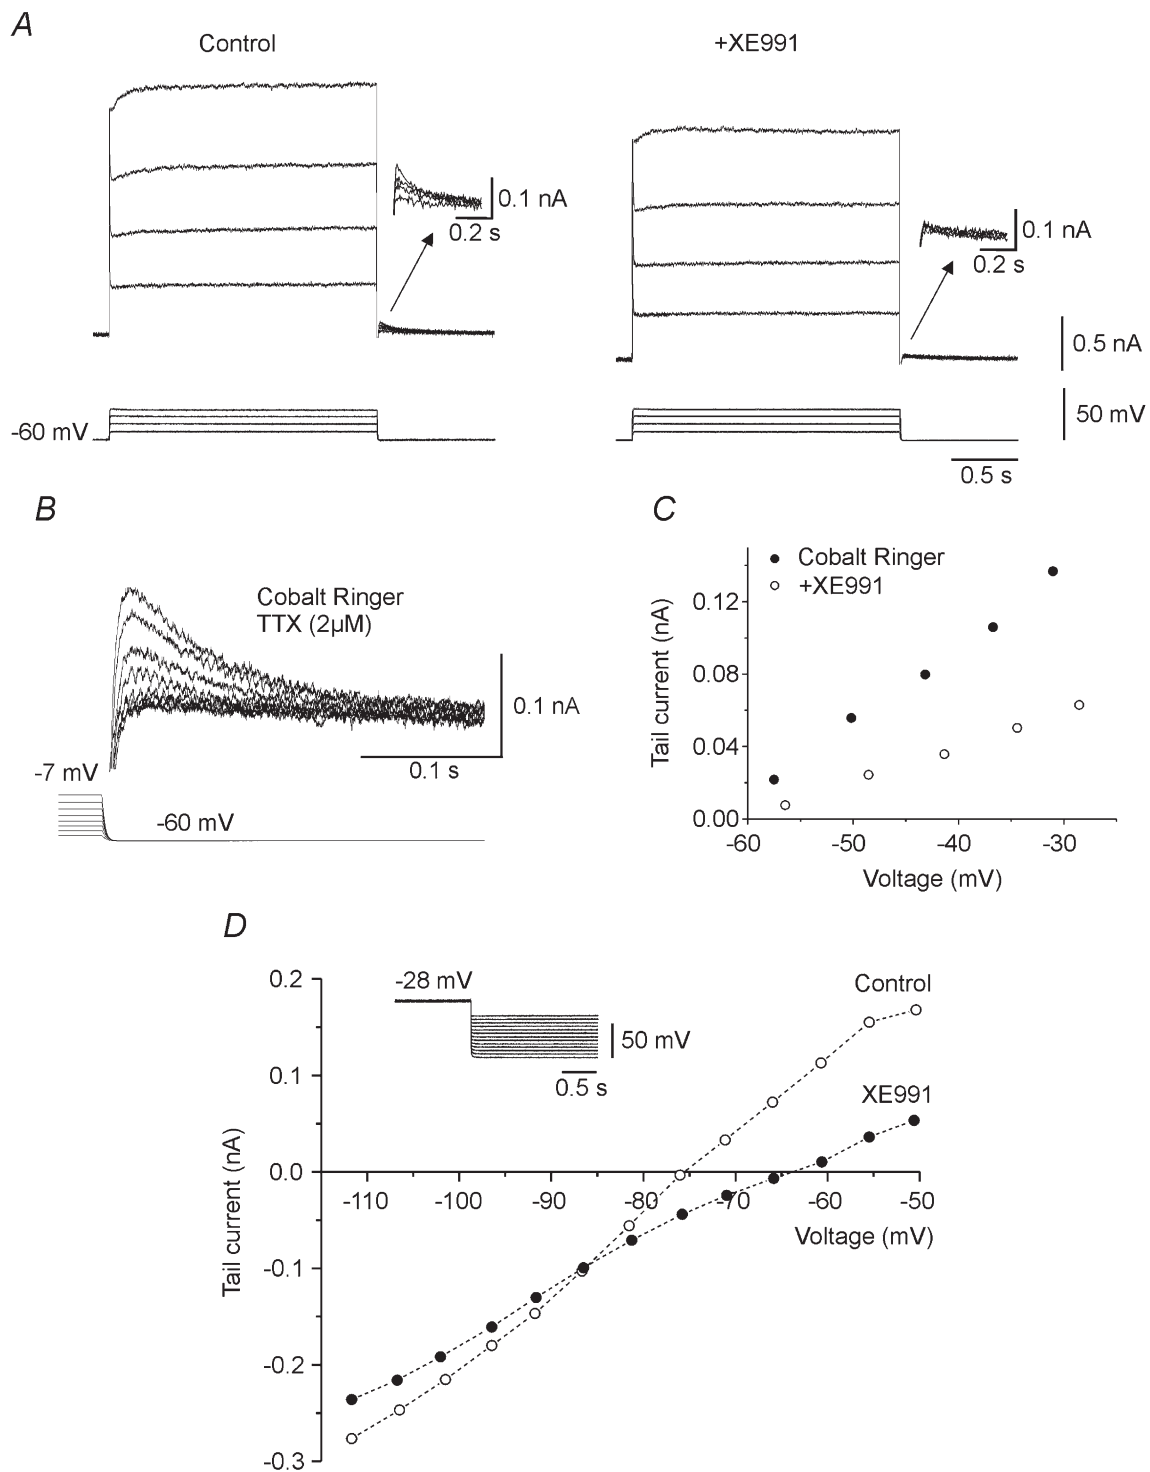 A
Control
+XE991
0.1 nA
0.2 s
0.1 nA
0.2 s
0.5 nA
-60 mV
50 mV
0.5 s
B
Cobalt Ringer
TTX (2µM)
0.1 nA
0.1 s
-7 mV
-60 mV
C
Cobalt Ringer
+XE991
0.12
0.08
0.04
0.00
-60
-50
-40
-30
Tail current (nA)
Voltage (mV)
D
0.2
0.1
0.0
-0.1
-0.2
-0.3
Tail current (nA)
-28 mV
50 mV
0.5 s
Control
XE991
-110
-100
-90
-80
-70
-60
-50
Voltage (mV)